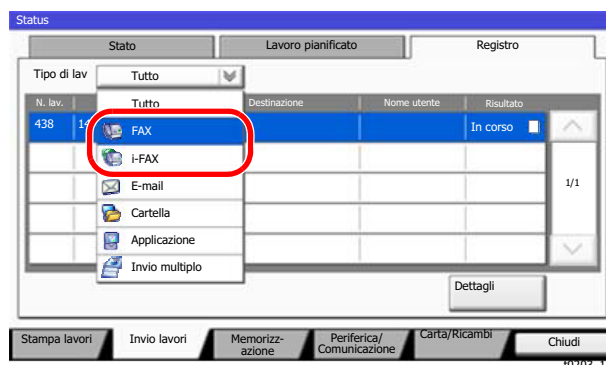 Status
Stato Lavoro pianificato Registro
Tipo di lav Tutto
N. lav. Destinazione Nome utente Risultato
Tutto
438 14 FAX In corso
i-FAX
E-mail 1/1
Cartella
Applicazione
Invio multiplo
Dettagli
Stampa lavori Invio lavori Memorizz-
azione Periferica/
Comunicazione Carta/Ricambi Chiudi